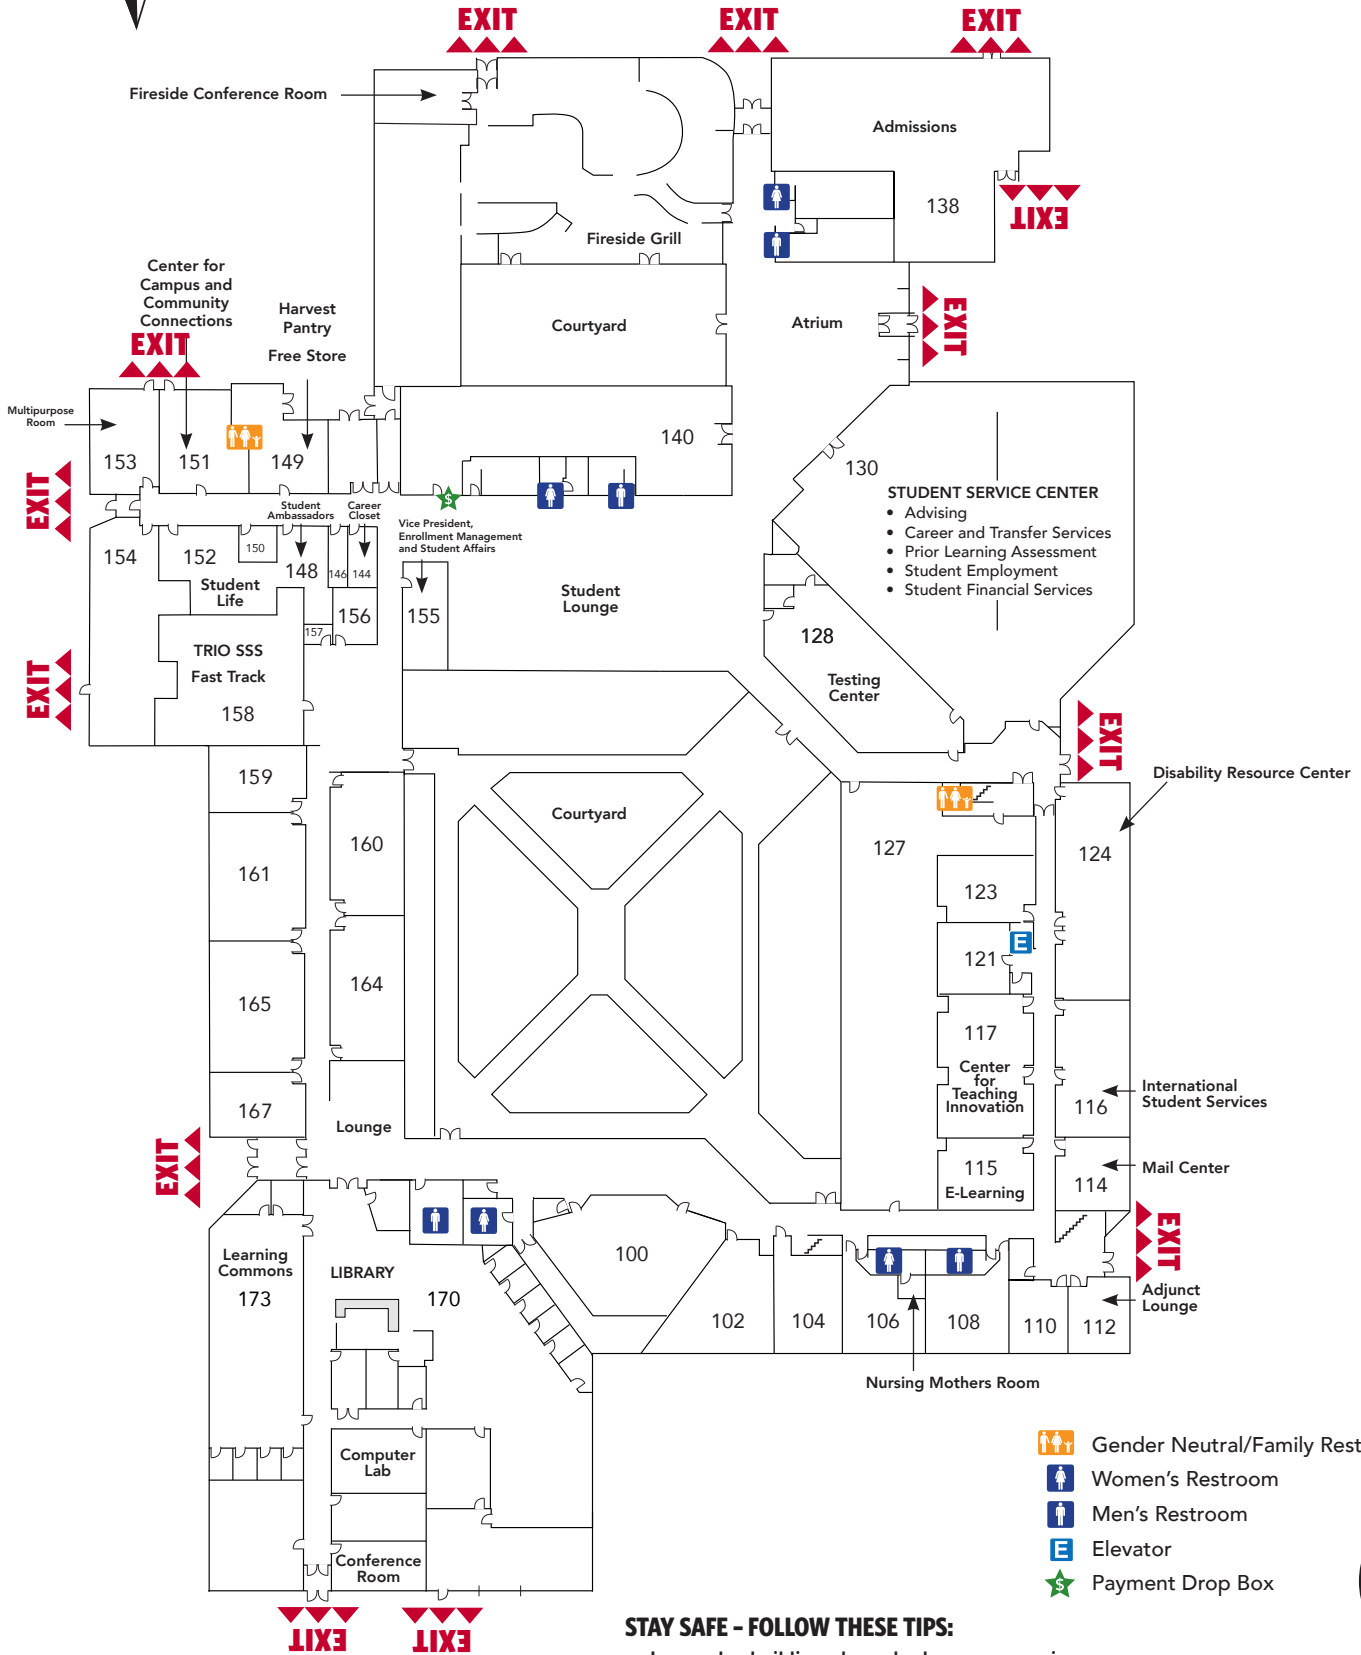 EXIT
EXIT
EXIT
Fireside Conference Room
Admissions
138
EXIT
Fireside Grill
Center for
Campus and
Community
Connections
EXIT
Harvest
Pantry
Free Store
Courtyard
Atrium
EXIT
Multipurpose
Room
153
151
149
140
130
STUDENT SERVICE CENTER
• Advising
• Career and Transfer Services
• Prior Learning Assessment
• Student Employment
• Student Financial Services
EXIT
Student
Ambassadors
Career
Closet
$
Vice President,
Enrollment Management
and Student Affairs
154
152
150
148
146
144
Student
Life
156
157
155
Student
Lounge
128
Testing
Center
TRIO SSS
Fast Track
158
EXIT
EXIT
Disability Resource Center
159
160
161
Courtyard
127
124
123
E
121
164
165
117
Center
for
Teaching
Innovation
116
International
Student Services
167
Lounge
EXIT
115
E-Learning
114
Mail Center
EXIT
Learning
Commons
173
LIBRARY
170
100
102
104
106
108
110
112
Adjunct
Lounge
Nursing Mothers Room
Computer
Lab
Conference
Room
EXIT
EXIT
Gender Neutral/Family Rest
Women's Restroom
Men's Restroom
E
Elevator
$
Payment Drop Box
STAY SAFE – FOLLOW THESE TIPS: